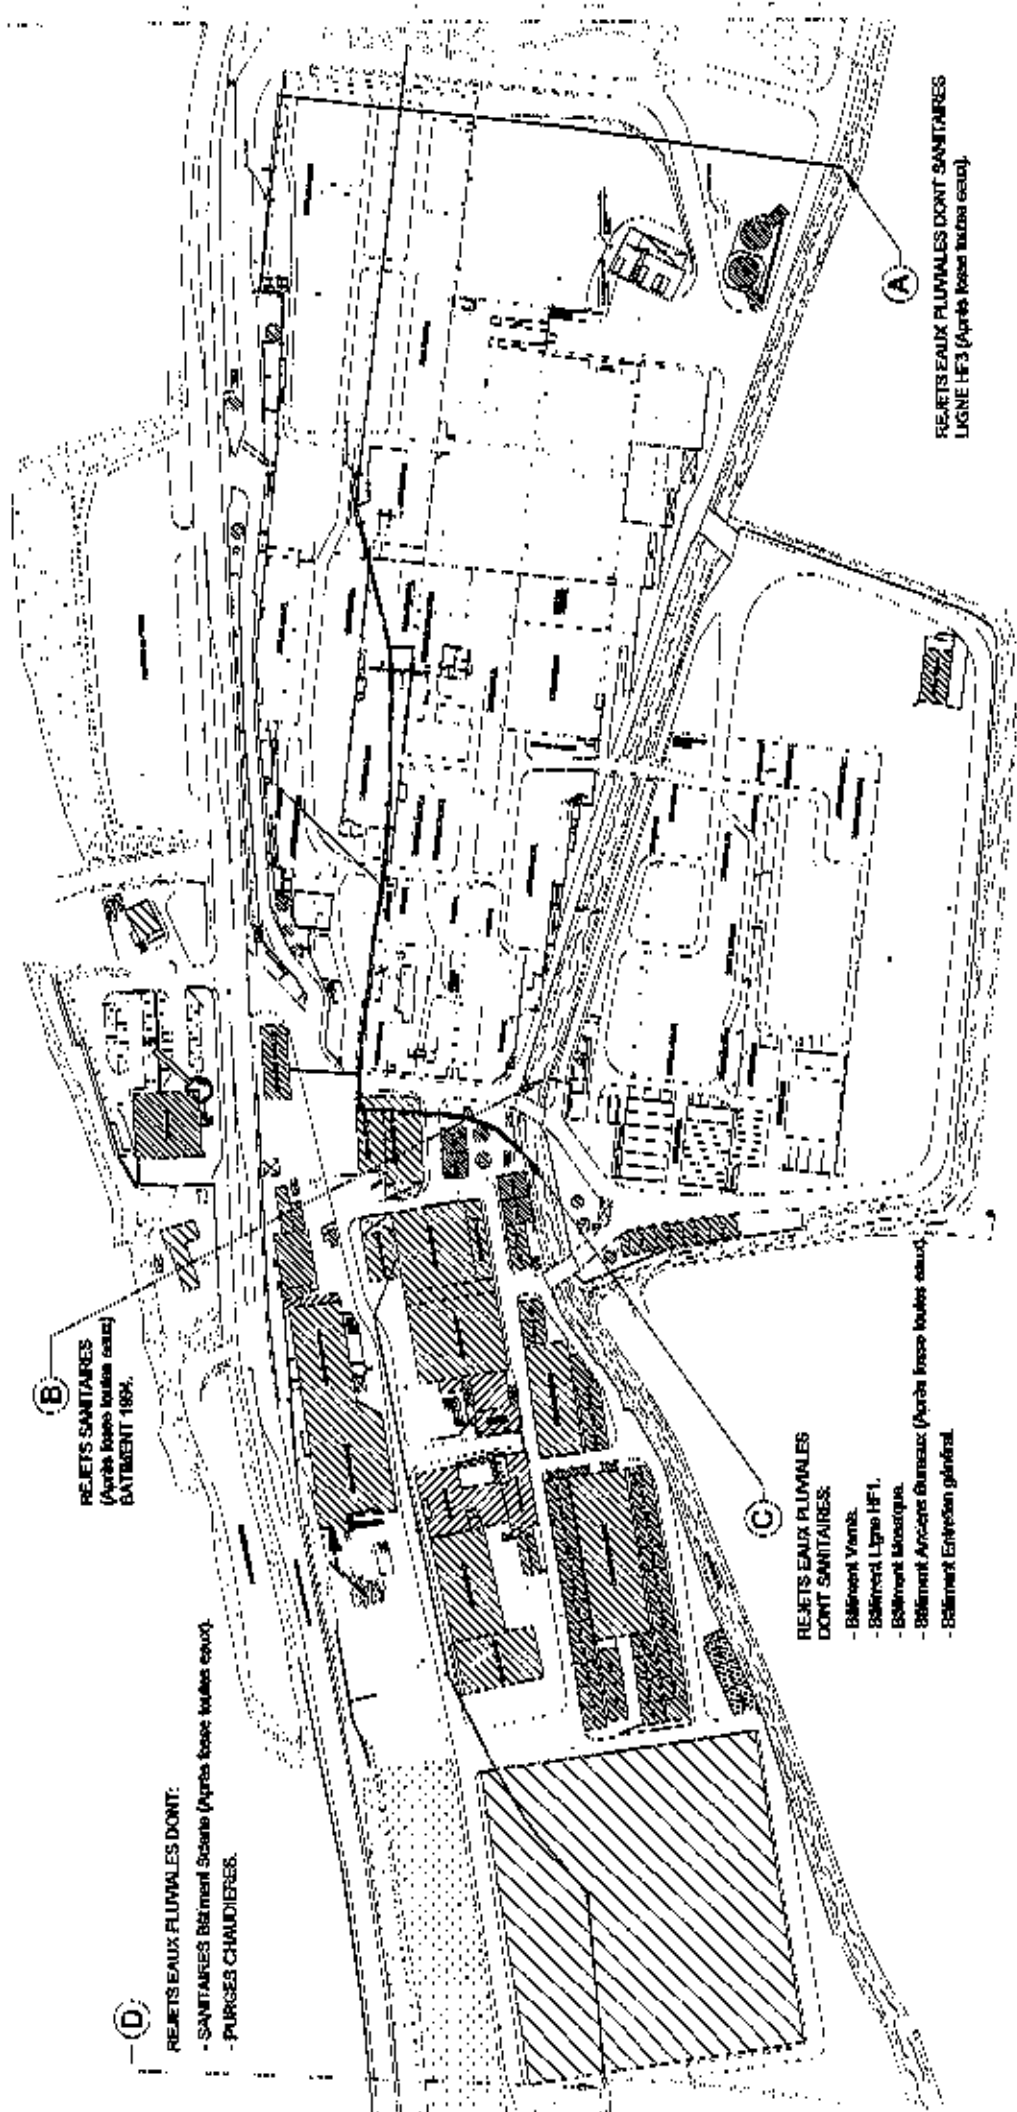 A
REJETS EAUX PLUVIALES DONT SANITAIRES
LIGNE HF3 (Après fosse toutes eaux).
B
REJETS SANITAIRES
(Après fosse toutes eaux)
BATIMENT 1994.
C
REJETS EAUX PLUVIALES
DONT SANITAIRES:
- Bâtiment Vernis.
- Bâtiment Ligne HF1.
- Bâtiment Mosaïque.
- Bâtiment Anciens Bureaux (Après fosse toutes eaux).
- Bâtiment Entretien général.
D
REJETS EAUX PLUVIALES DONT:
- SANITAIRES Bâtiment Scierie (Après fosse toutes eaux).
- PURGES CHAUDIERES.